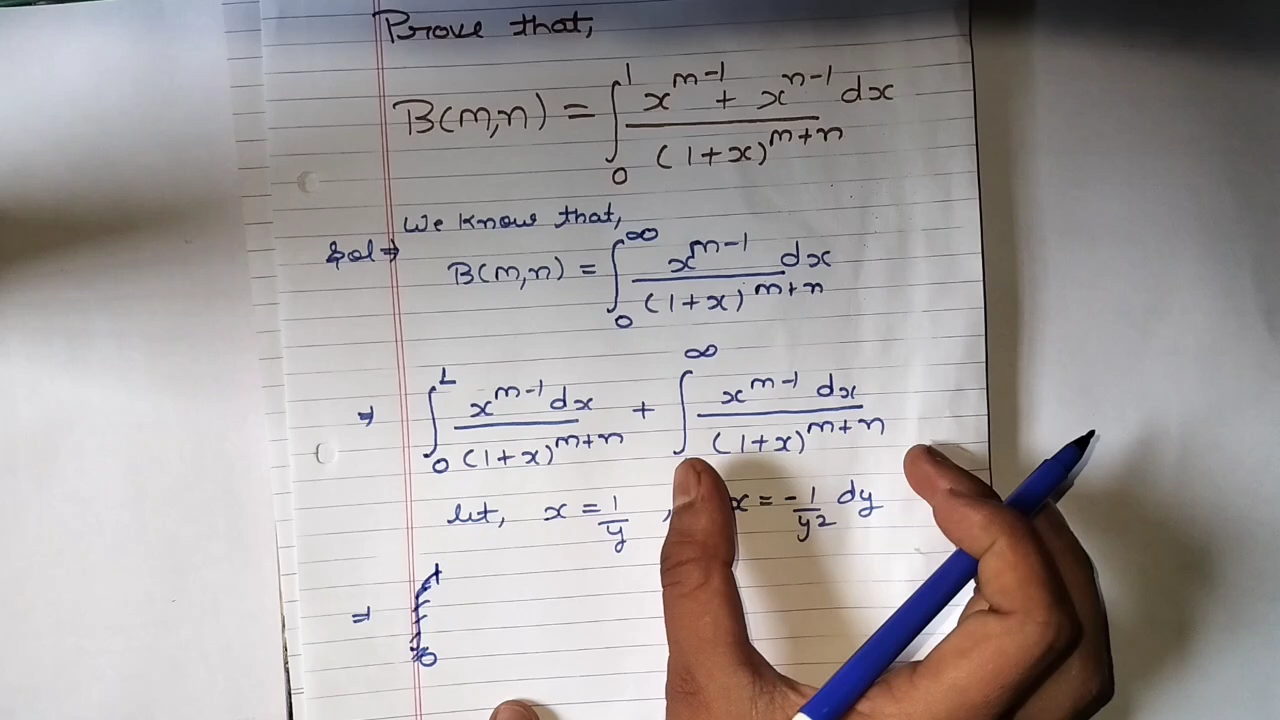 Prove that,
B(m,n) = ∫₀¹ (x^{m-1} + x^{n-1})/(1+x)^{m+n} dx
We know that,
Sol⇒ B(m,n) = ∫₀^∞ x^{m-1}/(1+x)^{m+n} dx
⇒ ∫₀¹ x^{m-1} dx/(1+x)^{m+n} + ∫^∞ x^{m-1} dx/(1+x)^{m+n}
let, x = 1/y , x = -1/y² dy
⇒